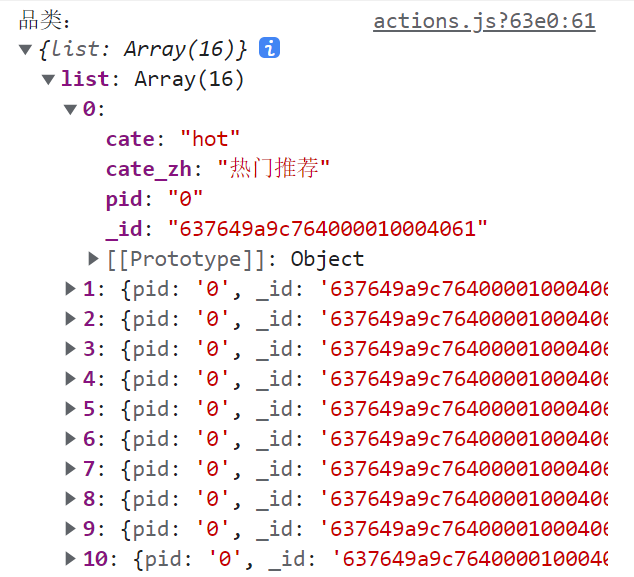 品类: actions.js?63e0:61
{list: Array(16)} i
list: Array(16)
0:
cate: "hot"
cate_zh: "热门推荐"
pid: "0"
_id: "637649a9c764000010004061"
[[Prototype]]: Object
1: {pid: '0', _id: '637649a9c76400001000406
2: {pid: '0', _id: '637649a9c76400001000406
3: {pid: '0', _id: '637649a9c76400001000406
4: {pid: '0', _id: '637649a9c76400001000406
5: {pid: '0', _id: '637649a9c76400001000406
6: {pid: '0', _id: '637649a9c76400001000406
7: {pid: '0', _id: '637649a9c76400001000406
8: {pid: '0', _id: '637649a9c76400001000406
9: {pid: '0', _id: '637649a9c76400001000406
10: {pid: '0', _id: '637649a9c7640000100040